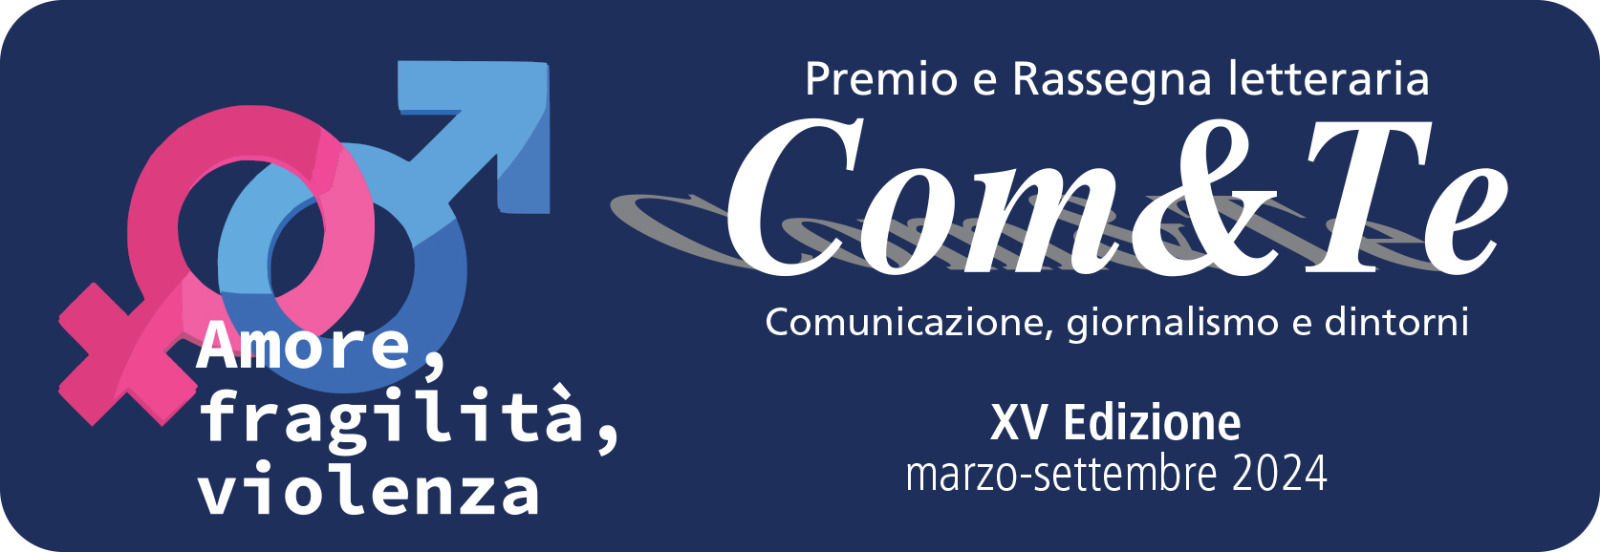 Amore,
fragilità,
violenza
Premio e Rassegna letteraria
Com&Te
Comunicazione, giornalismo e dintorni
XV Edizione
marzo-settembre 2024